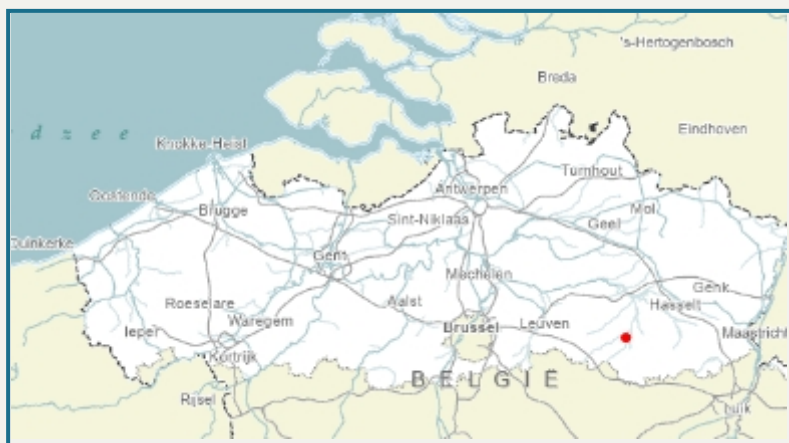 's-Hertogenbosch
Breda
Eindhoven
d z e e
Knokke-Heist
Turnhout
Antwerpen
Oostende
Mol
Brugge
Sint-Niklaas
Geel
Duinkerke
Gent
Mechelen
Genk
Roeselare
Aalst
Hasselt
Waregem
Brussel
Leuven
Ieper
Maastricht
Kortrijk
BELGIË
Rijsel
Luik